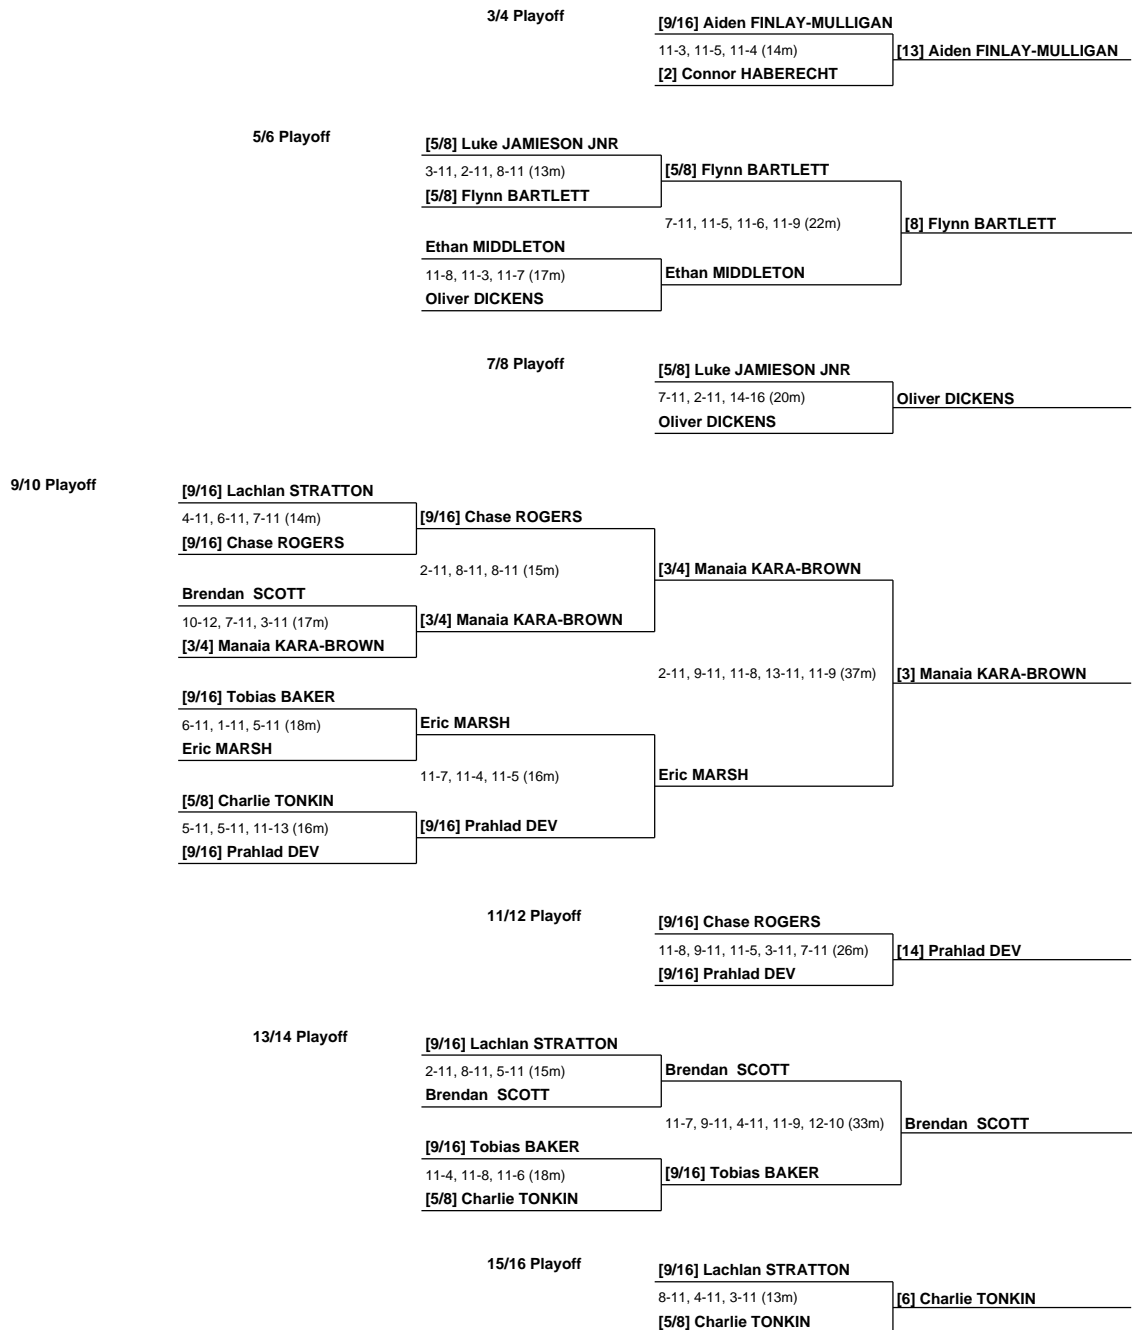 3/4 Playoff
[9/16] Aiden FINLAY-MULLIGAN
11-3, 11-5, 11-4 (14m)
[13] Aiden FINLAY-MULLIGAN
[2] Connor HABERECHT
5/6 Playoff
[5/8] Luke JAMIESON JNR
3-11, 2-11, 8-11 (13m)
[5/8] Flynn BARTLETT
[5/8] Flynn BARTLETT
7-11, 11-5, 11-6, 11-9 (22m)
[8] Flynn BARTLETT
Ethan MIDDLETON
11-8, 11-3, 11-7 (17m)
Ethan MIDDLETON
Oliver DICKENS
7/8 Playoff
[5/8] Luke JAMIESON JNR
7-11, 2-11, 14-16 (20m)
Oliver DICKENS
Oliver DICKENS
9/10 Playoff
[9/16] Lachlan STRATTON
4-11, 6-11, 7-11 (14m)
[9/16] Chase ROGERS
[9/16] Chase ROGERS
2-11, 8-11, 8-11 (15m)
[3/4] Manaia KARA-BROWN
Brendan  SCOTT
10-12, 7-11, 3-11 (17m)
[3/4] Manaia KARA-BROWN
[3/4] Manaia KARA-BROWN
2-11, 9-11, 11-8, 13-11, 11-9 (37m)
[3] Manaia KARA-BROWN
[9/16] Tobias BAKER
6-11, 1-11, 5-11 (18m)
Eric MARSH
Eric MARSH
11-7, 11-4, 11-5 (16m)
Eric MARSH
[5/8] Charlie TONKIN
5-11, 5-11, 11-13 (16m)
[9/16] Prahlad DEV
[9/16] Prahlad DEV
11/12 Playoff
[9/16] Chase ROGERS
11-8, 9-11, 11-5, 3-11, 7-11 (26m)
[14] Prahlad DEV
[9/16] Prahlad DEV
13/14 Playoff
[9/16] Lachlan STRATTON
2-11, 8-11, 5-11 (15m)
Brendan  SCOTT
Brendan  SCOTT
11-7, 9-11, 4-11, 11-9, 12-10 (33m)
Brendan  SCOTT
[9/16] Tobias BAKER
11-4, 11-8, 11-6 (18m)
[9/16] Tobias BAKER
[5/8] Charlie TONKIN
15/16 Playoff
[9/16] Lachlan STRATTON
8-11, 4-11, 3-11 (13m)
[6] Charlie TONKIN
[5/8] Charlie TONKIN